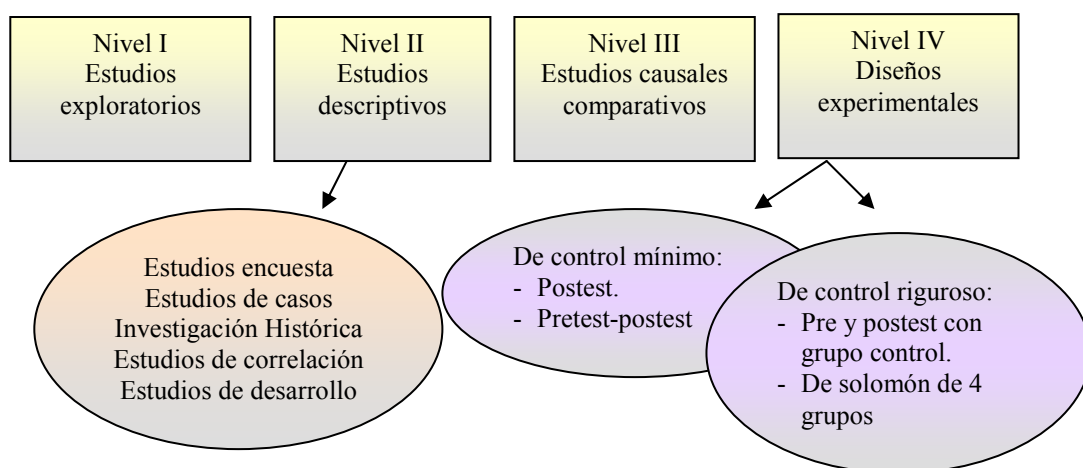 Nivel I
Estudios
exploratorios
Nivel II
Estudios
descriptivos
Nivel III
Estudios causales
comparativos
Nivel IV
Diseños
experimentales
Estudios encuesta
Estudios de casos
Investigación Histórica
Estudios de correlación
Estudios de desarrollo
De control mínimo:
- Postest.
- Pretest-postest
De control riguroso:
- Pre y postest con
grupo control.
- De solomón de 4
grupos